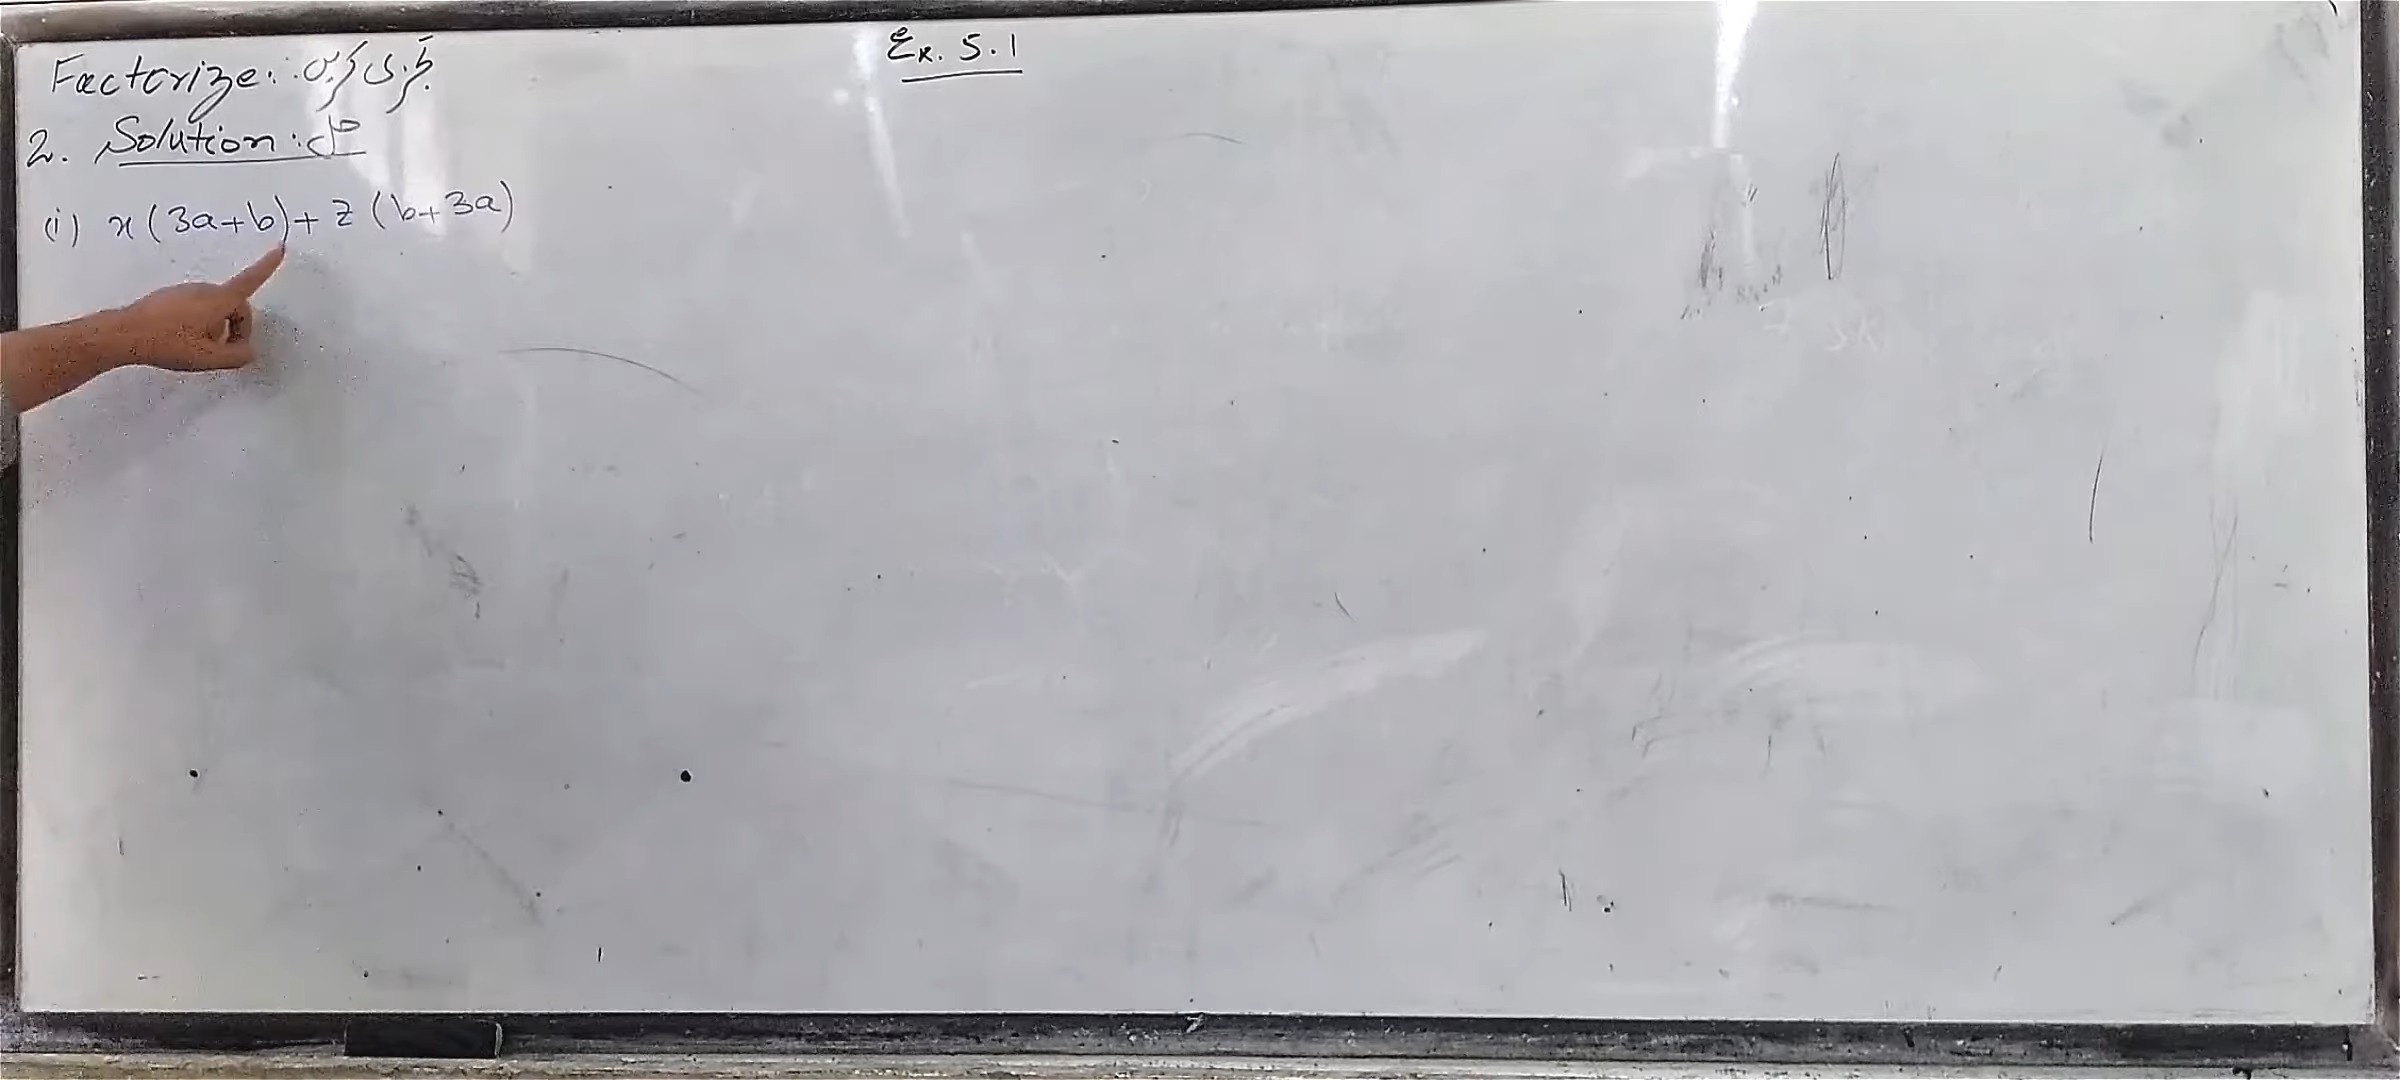 Ex. 5.1
Factorize: تجزی کریں
2. Solution: حل
(i) x(3a+b)+z(b+3a)